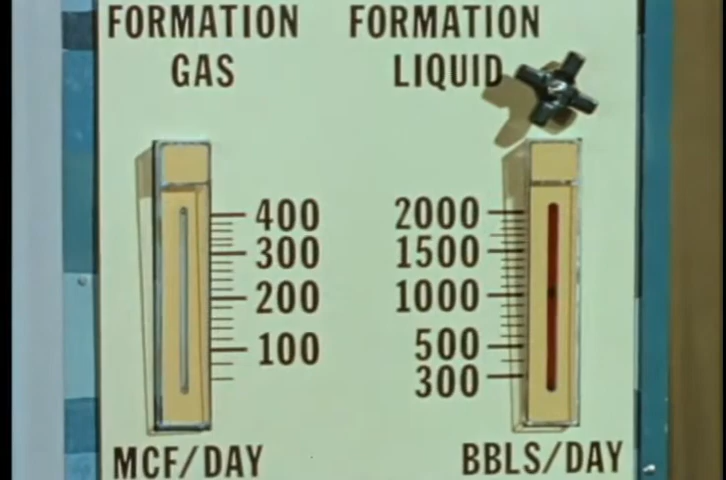 FORMATION
GAS
FORMATION
LIQUID
400
300
200
100
MCF/DAY
2000
1500
1000
500
300
BBLS/DAY